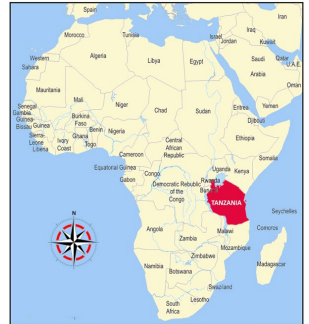 Spain
Iran
Morocco
Tunisia
Israel
Iraq
Jordan
Kuwait
Algeria
Libya
Egypt
Western
Sahara
Saudi
Arabia
Qatar
U.A.E.
Oman
Mauritania
Mali
Niger
Chad
Sudan
Eritrea
Yemen
Djibouti
Senegal
Gambia
Guinea-
Bissau
Guinea
Sierra-
Leone
Liberia
Ivory
Coast
Burkina
Faso
Ghana
Togo
Benin
Nigeria
Central
African
Republic
Ethiopia
Somalia
Cameroon
Equatorial Guinea
Gabon
Congo
Democratic Republic
of the
Congo
Uganda
Kenya
Rwanda
TANZANIA
Seychelles
Comoros
Angola
Zambia
Malawi
Mozambique
Zimbabwe
Madagascar
Namibia
Botswana
Swaziland
South
Africa
Lesotho
N